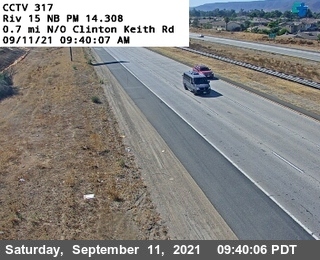 CCTV 317
Riv 15 NB PM 14.308
0.7 mi N/O Clinton Keith Rd
09/11/21 09:40:07 AM
Saturday, September 11, 2021 09:40:06 PDT